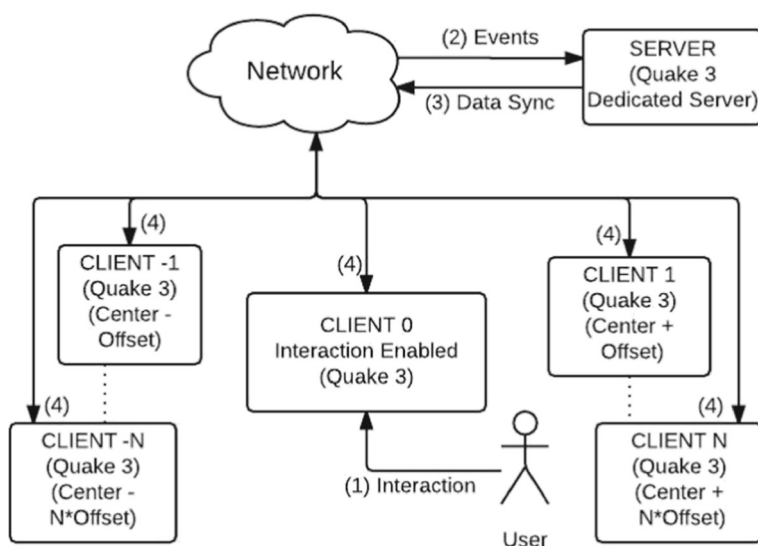 (2) Events
SERVER
(Quake 3
Dedicated Server)
Network
(3) Data Sync
(4)
CLIENT -1
(Quake 3)
(Center -
Offset)
(4)
CLIENT 0
Interaction Enabled
(Quake 3)
(4)
CLIENT 1
(Quake 3)
(Center +
Offset)
(4)
CLIENT -N
(Quake 3)
(Center -
N*Offset)
(1) Interaction
User
(4)
CLIENT N
(Quake 3)
(Center +
N*Offset)